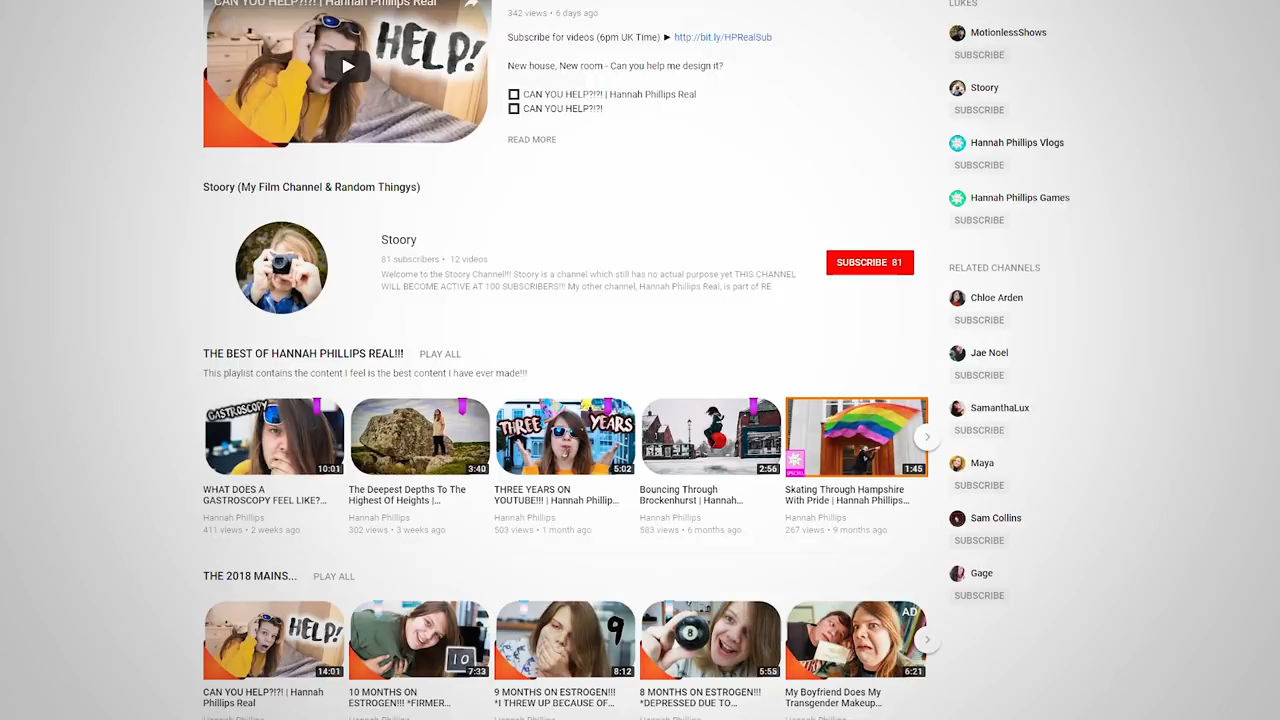 CAN YOU HELP?!?! | Hannah Phillips Real
HELP!
342 views • 6 days ago
Subscribe for videos (6pm UK Time) ► http://bit.ly/HPRealSub
New house, New room - Can you help me design it?
CAN YOU HELP?!?! | Hannah Phillips Real
CAN YOU HELP?!?!
READ MORE
Stoory (My Film Channel & Random Thingys)
Stoory
81 subscribers • 12 videos
Welcome to the Stoory Channel!!! Stoory is a channel which still has no actual purpose yet THIS CHANNEL
WILL BECOME ACTIVE AT 100 SUBSCRIBERS!!! My other channel, Hannah Phillips Real, is part of RE
SUBSCRIBE 81
THE BEST OF HANNAH PHILLIPS REAL!!! PLAY ALL
This playlist contains the content I feel is the best content I have ever made!!!
GASTROSCOPY
10:01
WHAT DOES A
GASTROSCOPY FEEL LIKE?...
Hannah Phillips
411 views • 2 weeks ago
3:40
The Deepest Depths To The
Highest Of Heights |...
Hannah Phillips
302 views • 3 weeks ago
THREE YEARS
5:02
THREE YEARS ON
YOUTUBE!!! | Hannah Phillip...
Hannah Phillips
503 views • 1 month ago
2:56
Bouncing Through
Brockenhurst | Hannah...
Hannah Phillips
583 views • 6 months ago
SPECIAL
1:45
Skating Through Hampshire
With Pride | Hannah Phillips...
Hannah Phillips
267 views • 9 months ago
THE 2018 MAINS... PLAY ALL
HELP!
14:01
CAN YOU HELP?!?! | Hannah
Phillips Real
10
7:33
10 MONTHS ON
ESTROGEN!!! *FIRMER...
9
8:12
9 MONTHS ON ESTROGEN!!!
*I THREW UP BECAUSE OF...
8
5:55
8 MONTHS ON ESTROGEN!!!
*DEPRESSED DUE TO...
AD
6:21
My Boyfriend Does My
Transgender Makeup...
LUKES
MotionlessShows
SUBSCRIBE
Stoory
SUBSCRIBE
Hannah Phillips Vlogs
SUBSCRIBE
Hannah Phillips Games
SUBSCRIBE
RELATED CHANNELS
Chloe Arden
SUBSCRIBE
Jae Noel
SUBSCRIBE
SamanthaLux
SUBSCRIBE
Maya
SUBSCRIBE
Sam Collins
SUBSCRIBE
Gage
SUBSCRIBE